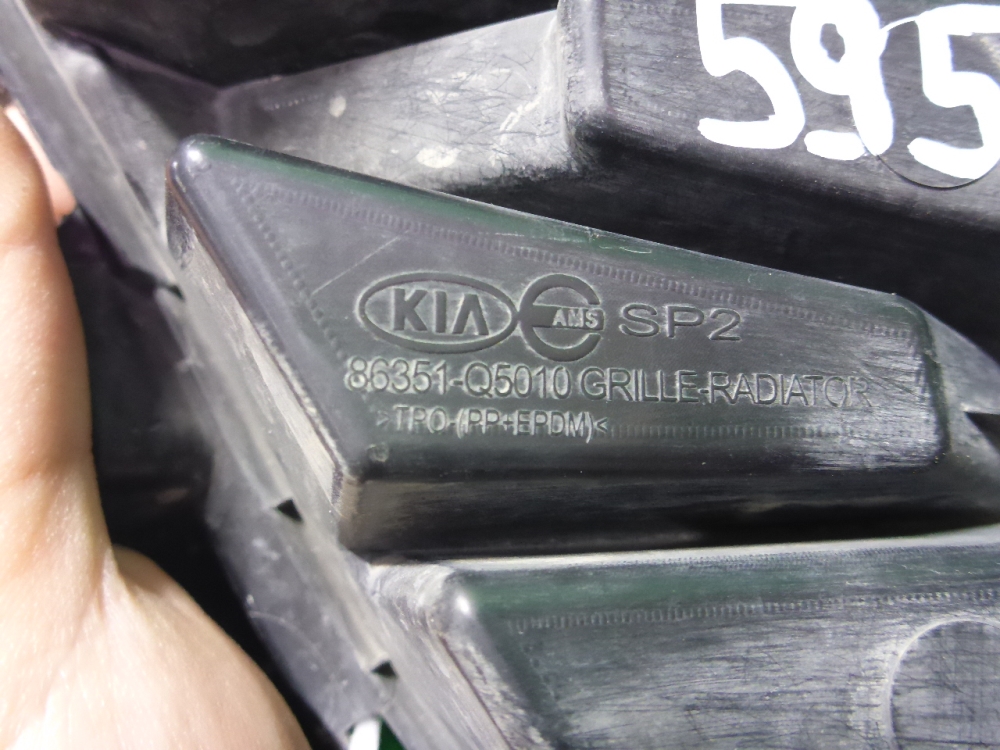 595
KIA AMS SP2
86351-Q5010 GRILLE-RADIATOR
>TPO-(PP+EPDM)<